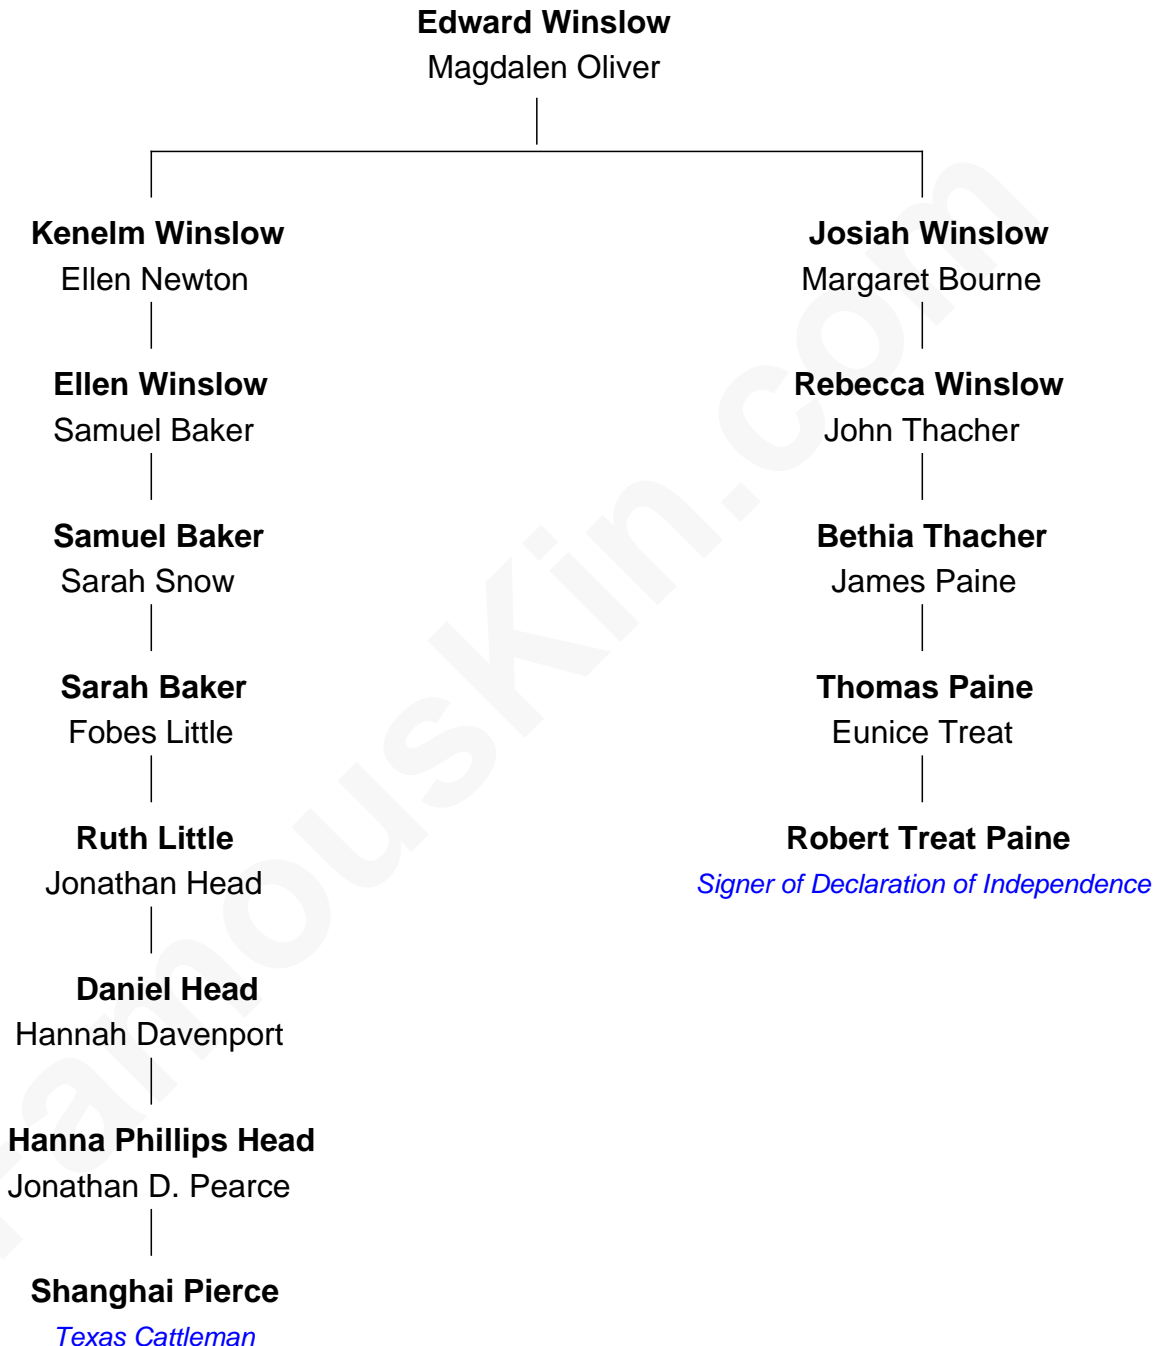 Edward Winslow
Magdalen Oliver
Kenelm Winslow
Ellen Newton
Josiah Winslow
Margaret Bourne
Ellen Winslow
Samuel Baker
Rebecca Winslow
John Thacher
Samuel Baker
Sarah Snow
Bethia Thacher
James Paine
Sarah Baker
Fobes Little
Thomas Paine
Eunice Treat
Ruth Little
Jonathan Head
Robert Treat Paine
Signer of Declaration of Independence
Daniel Head
Hannah Davenport
Hanna Phillips Head
Jonathan D. Pearce
Shanghai Pierce
Texas Cattleman
FamousKin.com